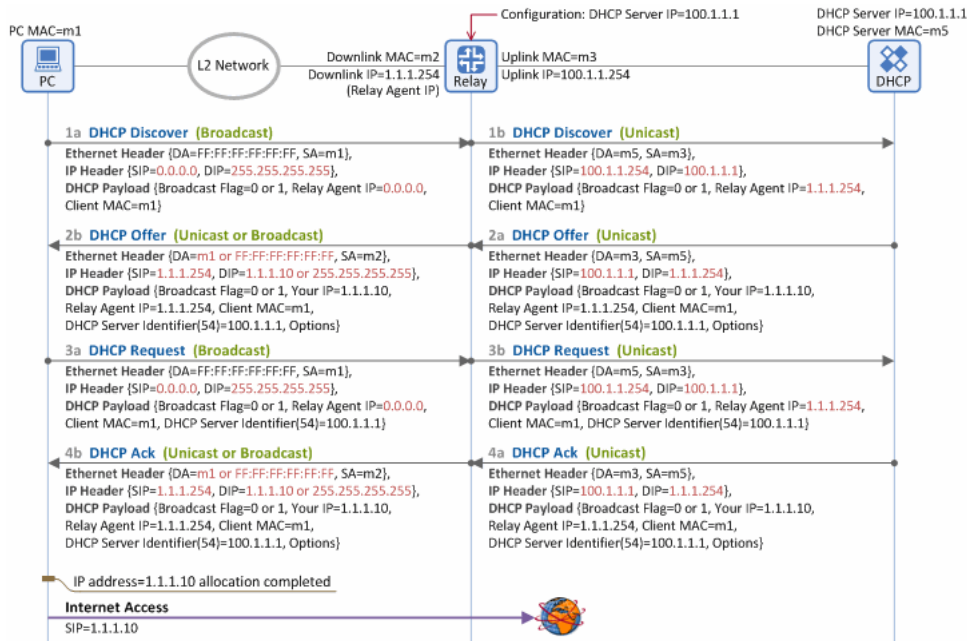 Configuration: DHCP Server IP=100.1.1.1
DHCP Server IP=100.1.1.1
DHCP Server MAC=m5
PC MAC=m1
PC
L2 Network
Downlink MAC=m2
Downlink IP=1.1.1.254
(Relay Agent IP)
Relay
Uplink MAC=m3
Uplink IP=100.1.1.254
DHCP
1a DHCP Discover (Broadcast)
Ethernet Header {DA=FF:FF:FF:FF:FF:FF, SA=m1},
IP Header {SIP=0.0.0.0, DIP=255.255.255.255},
DHCP Payload {Broadcast Flag=0 or 1, Relay Agent IP=0.0.0.0,
Client MAC=m1}
1b DHCP Discover (Unicast)
Ethernet Header {DA=m5, SA=m3},
IP Header {SIP=100.1.1.254, DIP=100.1.1.1},
DHCP Payload {Broadcast Flag=0 or 1, Relay Agent IP=1.1.1.254,
Client MAC=m1}
2b DHCP Offer (Unicast or Broadcast)
Ethernet Header {DA=m1 or FF:FF:FF:FF:FF:FF, SA=m2},
IP Header {SIP=1.1.1.254, DIP=1.1.1.10 or 255.255.255.255},
DHCP Payload {Broadcast Flag=0 or 1, Your IP=1.1.1.10,
Relay Agent IP=1.1.1.254, Client MAC=m1,
DHCP Server Identifier(54)=100.1.1.1, Options}
2a DHCP Offer (Unicast)
Ethernet Header {DA=m3, SA=m5},
IP Header {SIP=100.1.1.1, DIP=1.1.1.254},
DHCP Payload {Broadcast Flag=0 or 1, Your IP=1.1.1.10,
Relay Agent IP=1.1.1.254, Client MAC=m1,
DHCP Server Identifier(54)=100.1.1.1, Options}
3a DHCP Request (Broadcast)
Ethernet Header {DA=FF:FF:FF:FF:FF:FF, SA=m1},
IP Header {SIP=0.0.0.0, DIP=255.255.255.255},
DHCP Payload {Broadcast Flag=0 or 1, Relay Agent IP=0.0.0.0,
Client MAC=m1, DHCP Server Identifier(54)=100.1.1.1}
3b DHCP Request (Unicast)
Ethernet Header {DA=m5, SA=m3},
IP Header {SIP=100.1.1.254, DIP=100.1.1.1},
DHCP Payload {Broadcast Flag=0 or 1, Relay Agent IP=1.1.1.254,
Client MAC=m1, DHCP Server Identifier(54)=100.1.1.1}
4b DHCP Ack (Unicast or Broadcast)
Ethernet Header {DA=m1 or FF:FF:FF:FF:FF:FF, SA=m2},
IP Header {SIP=1.1.1.254, DIP=1.1.1.10 or 255.255.255.255},
DHCP Payload {Broadcast Flag=0 or 1, Your IP=1.1.1.10,
Relay Agent IP=1.1.1.254, Client MAC=m1,
DHCP Server Identifier(54)=100.1.1.1, Options}
4a DHCP Ack (Unicast)
Ethernet Header {DA=m3, SA=m5},
IP Header {SIP=100.1.1.1, DIP=1.1.1.254},
DHCP Payload {Broadcast Flag=0 or 1, Your IP=1.1.1.10,
Relay Agent IP=1.1.1.254, Client MAC=m1,
DHCP Server Identifier(54)=100.1.1.1, Options}
IP address=1.1.1.10 allocation completed
Internet Access
SIP=1.1.1.10